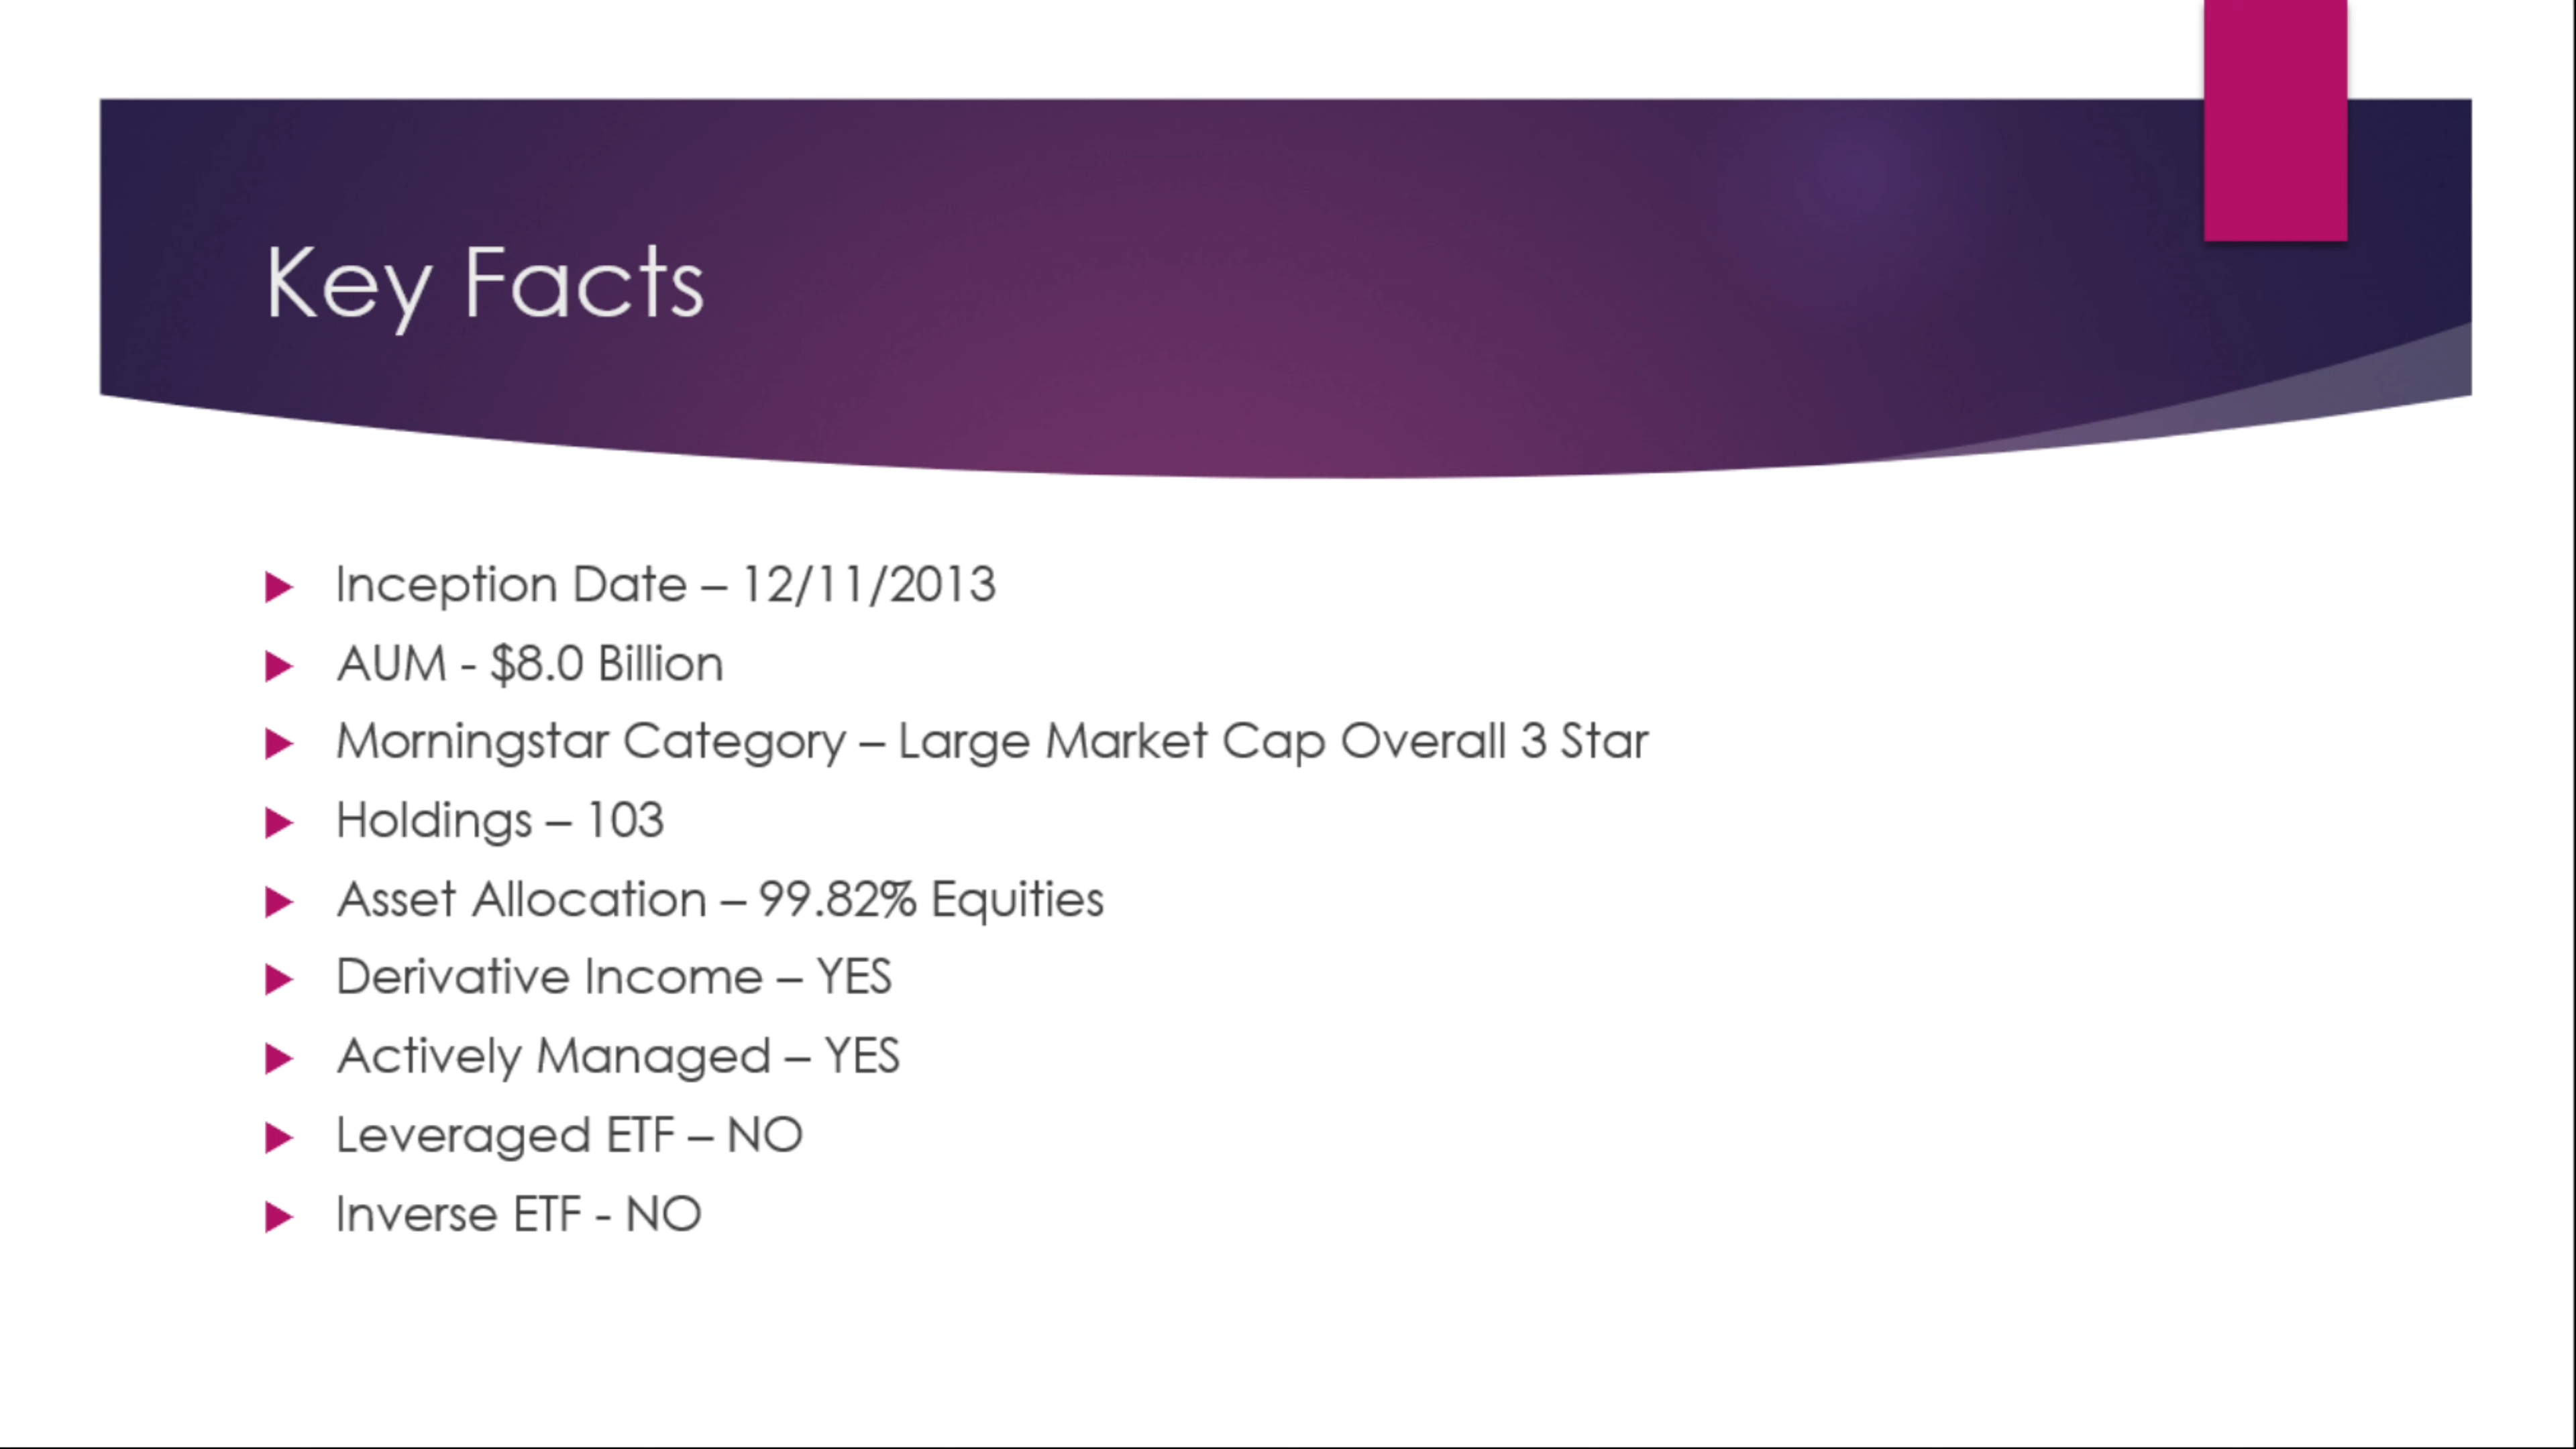 Key Facts
Inception Date – 12/11/2013
AUM - $8.0 Billion
Morningstar Category – Large Market Cap Overall 3 Star
Holdings – 103
Asset Allocation – 99.82% Equities
Derivative Income – YES
Actively Managed – YES
Leveraged ETF – NO
Inverse ETF - NO